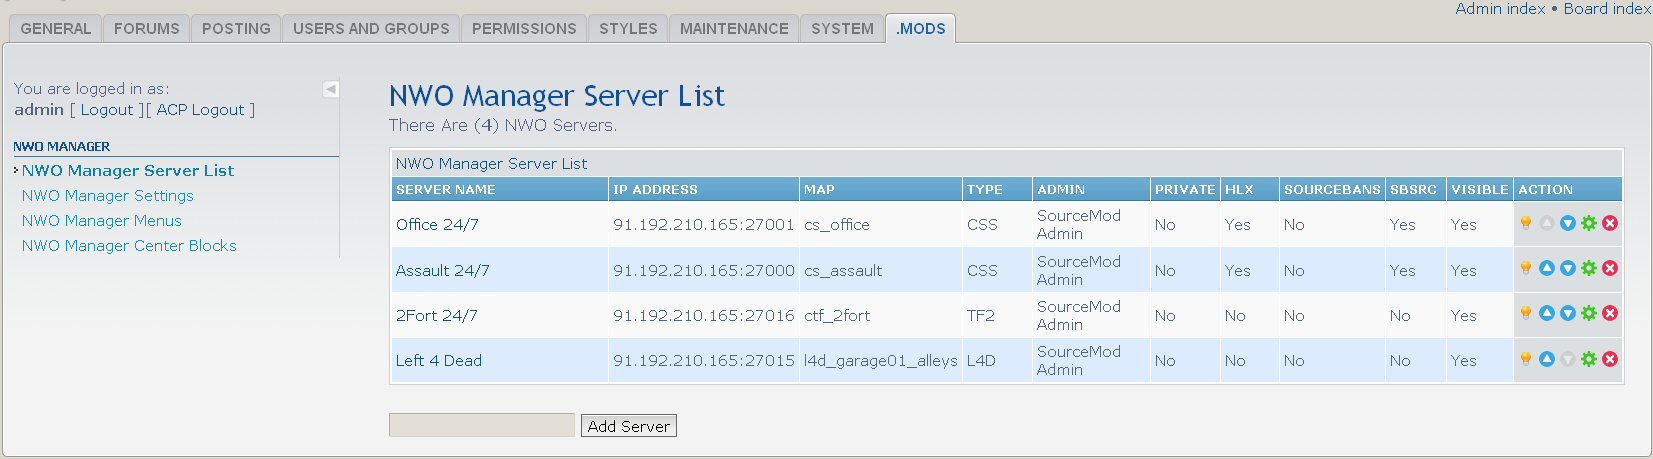 Admin index • Board index
GENERAL FORUMS POSTING USERS AND GROUPS PERMISSIONS STYLES MAINTENANCE SYSTEM .MODS
You are logged in as:
admin [ Logout ][ ACP Logout ]
NWO MANAGER
NWO Manager Server List
NWO Manager Settings
NWO Manager Menus
NWO Manager Center Blocks
NWO Manager Server List
There Are (4) NWO Servers.
NWO Manager Server List
SERVER NAME IP ADDRESS MAP TYPE ADMIN PRIVATE HLX SOURCEBANS SBSRC VISIBLE ACTION
Office 24/7 91.192.210.165:27001 cs_office CSS SourceMod Admin No Yes No Yes Yes
Assault 24/7 91.192.210.165:27000 cs_assault CSS SourceMod Admin No Yes No Yes Yes
2Fort 24/7 91.192.210.165:27016 ctf_2fort TF2 SourceMod Admin No No No No Yes
Left 4 Dead 91.192.210.165:27015 l4d_garage01_alleys L4D SourceMod Admin No No No No Yes
Add Server